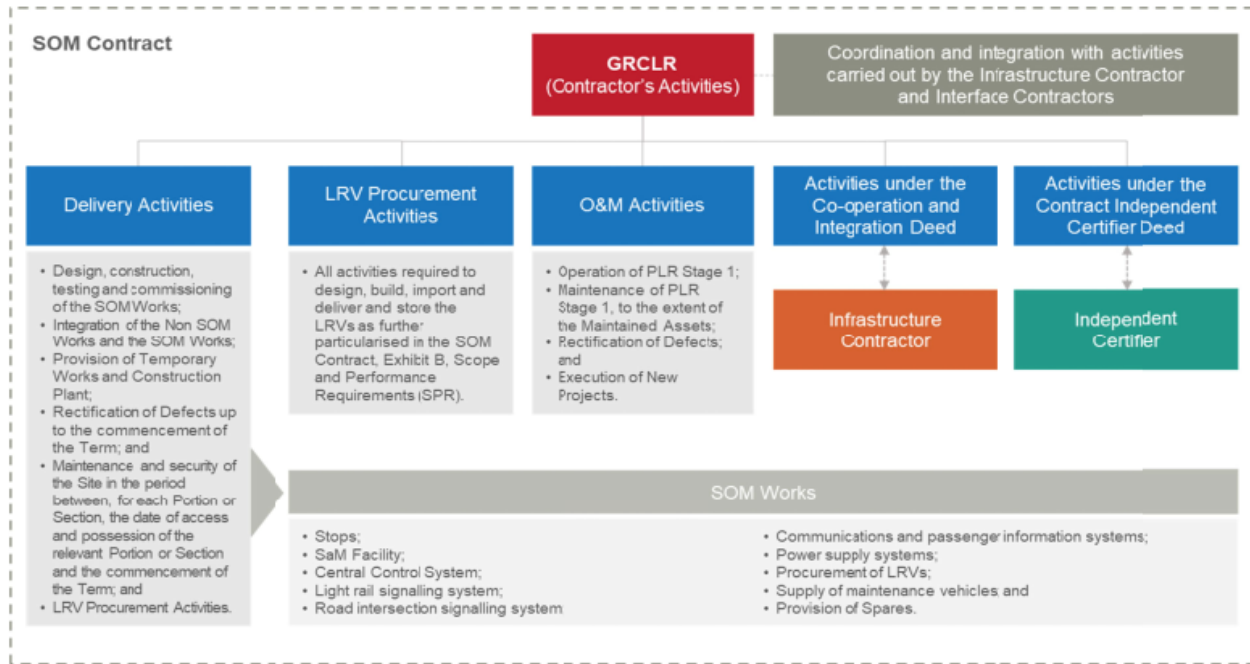 SOM Contract
GRCLR
(Contractor's Activities)
Coordination and integration with activities
carried out by the Infrastructure Contractor
and Interface Contractors
Delivery Activities
• Design, construction,
testing and commissioning
of the SOM Works;
• Integration of the Non SOM
Works and the SOM Works;
• Provision of Temporary
Works and Construction
Plant;
• Rectification of Defects up
to the commencement of
the Term; and
• Maintenance and security of
the Site in the period
between, for each Portion or
Section, the date of access
and possession of the
relevant Portion or Section
and the commencement of
the Term; and
• LRV Procurement Activities.
LRV Procurement
Activities
• All activities required to
design, build, import and
deliver and store the
LRVs as further
particularised in the SOM
Contract, Exhibit B, Scope
and Performance
Requirements (SPR).
O&M Activities
• Operation of PLR Stage 1;
• Maintenance of PLR
Stage 1, to the extent of
the Maintained Assets;
• Rectification of Defects;
and
• Execution of New
Projects.
Activities under the
Co-operation and
Integration Deed
Infrastructure
Contractor
Activities under the
Contract Independent
Certifier Deed
Independent
Certifier
SOM Works
• Stops;
• SaM Facility;
• Central Control System;
• Light rail signalling system;
• Road intersection signalling system
• Communications and passenger information systems;
• Power supply systems;
• Procurement of LRVs;
• Supply of maintenance vehicles and
• Provision of Spares.